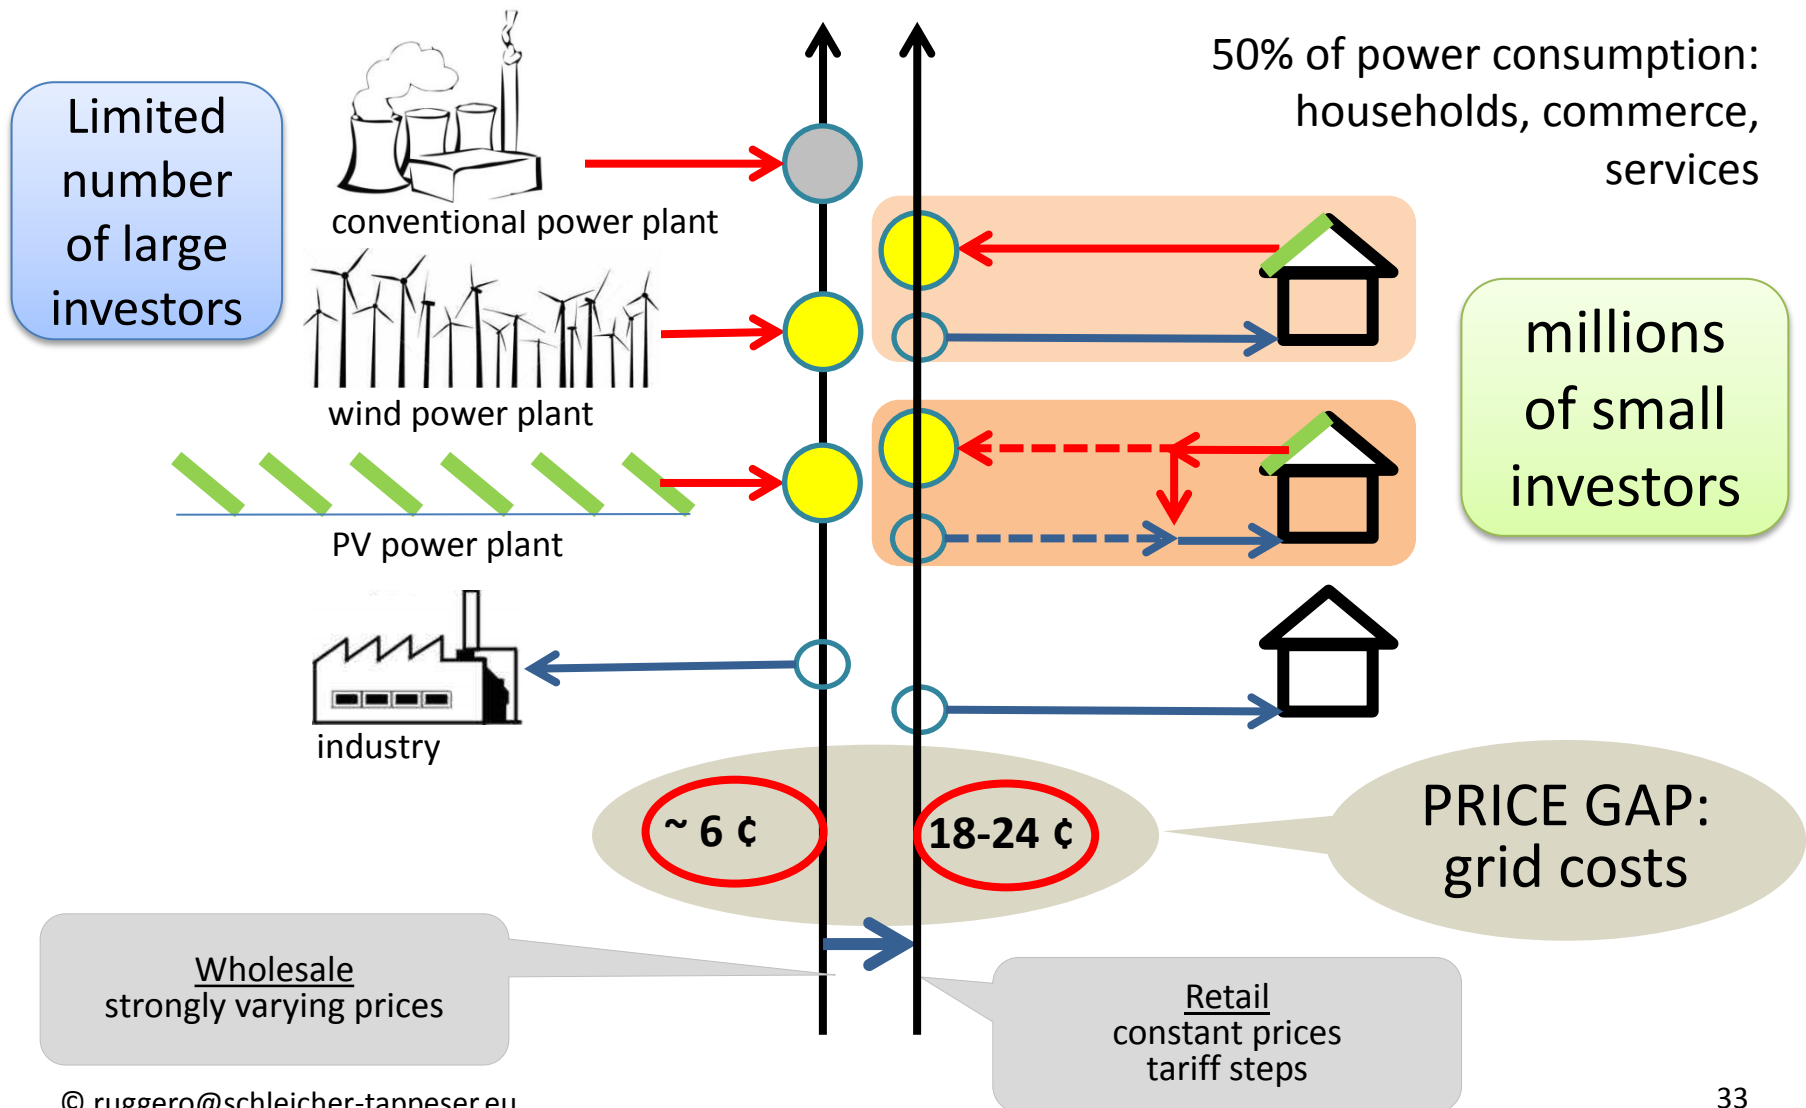 Limited
number
of large
investors
conventional power plant
wind power plant
PV power plant
industry
50% of power consumption:
households, commerce,
services
millions
of small
investors
~ 6 ¢
18-24 ¢
PRICE GAP:
grid costs
Wholesale
strongly varying prices
Retail
constant prices
tariff steps
© ruggero@schleicher-tappeser.eu
33